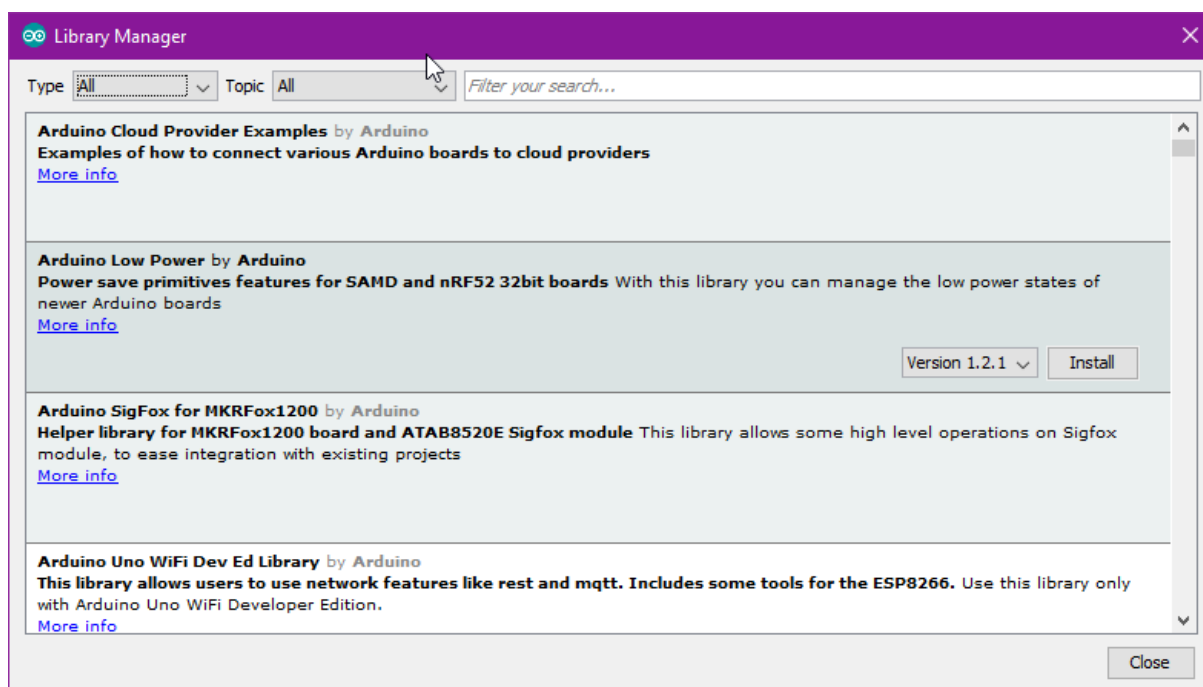 Library Manager
Type All Topic All Filter your search...
Arduino Cloud Provider Examples by Arduino
Examples of how to connect various Arduino boards to cloud providers
More info
Arduino Low Power by Arduino
Power save primitives features for SAMD and nRF52 32bit boards With this library you can manage the low power states of
newer Arduino boards
More info
Version 1.2.1 Install
Arduino SigFox for MKRFox1200 by Arduino
Helper library for MKRFox1200 board and ATAB8520E Sigfox module This library allows some high level operations on Sigfox
module, to ease integration with existing projects
More info
Arduino Uno WiFi Dev Ed Library by Arduino
This library allows users to use network features like rest and mqtt. Includes some tools for the ESP8266. Use this library only
with Arduino Uno WiFi Developer Edition.
More info
Close